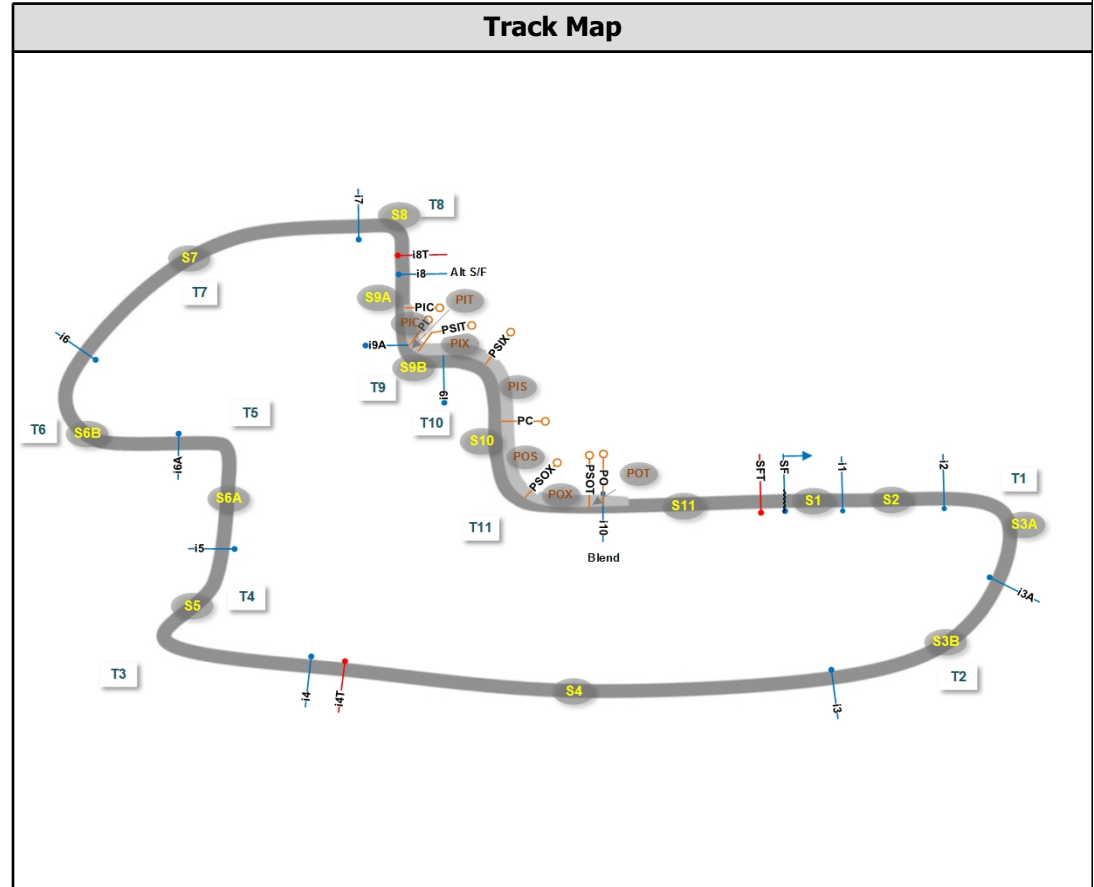 Track Map
i7
S8
T8
i8T
S7
i8
Alt S/F
T7
S9A
PIC
PIT
PIC
PI
PSIT
i6
i9A
PIX
PSIX
S9B
T9
i9
PIS
T10
T5
PC
T6
S6B
S10
i6A
POS
PSOX
PSOT
PO
POT
SFT
SF
i1
i2
T1
S6A
POX
S11
S1
S2
S3A
T11
i10
i5
Blend
i3A
T4
S5
S3B
T3
T2
i4
i4T
S4
i3